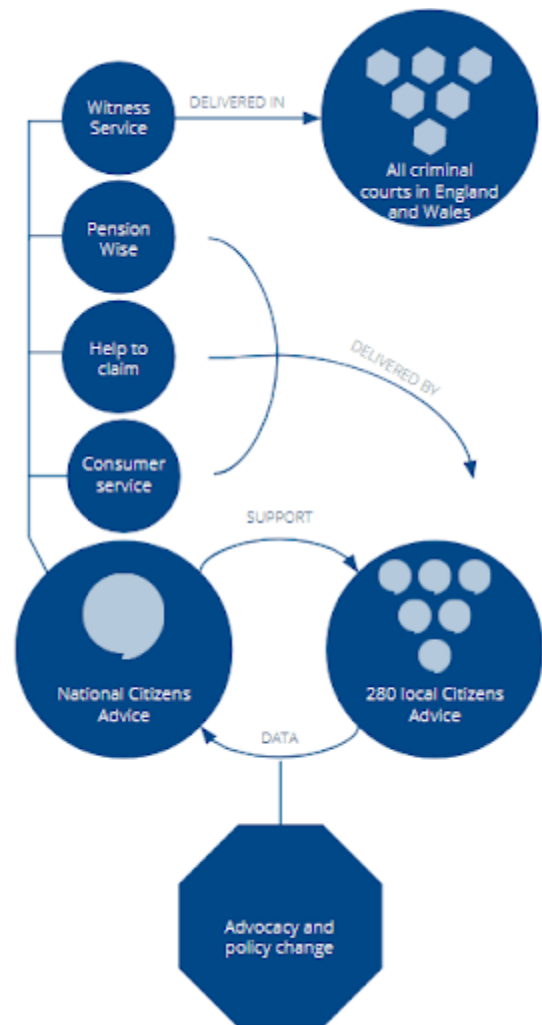 Witness
Service
DELIVERED IN
All criminal
courts in England
and Wales
Pension
Wise
Help to
claim
DELIVERED BY
Consumer
service
SUPPORT
National Citizens
Advice
280 local Citizens
Advice
DATA
Advocacy and
policy change